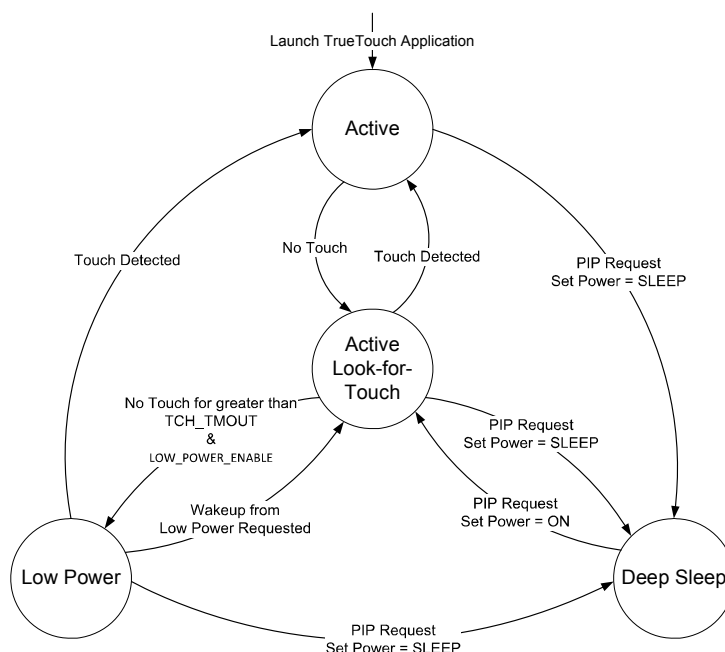 Launch TrueTouch Application
Active
No Touch
Touch Detected
Touch Detected
PIP Request
Set Power = SLEEP
Active
Look-for-
Touch
No Touch for greater than
TCH_TMOUT
&
LOW_POWER_ENABLE
PIP Request
Set Power = SLEEP
Wakeup from
Low Power Requested
PIP Request
Set Power = ON
Low Power
Deep Sleep
PIP Request
Set Power = SLEEP